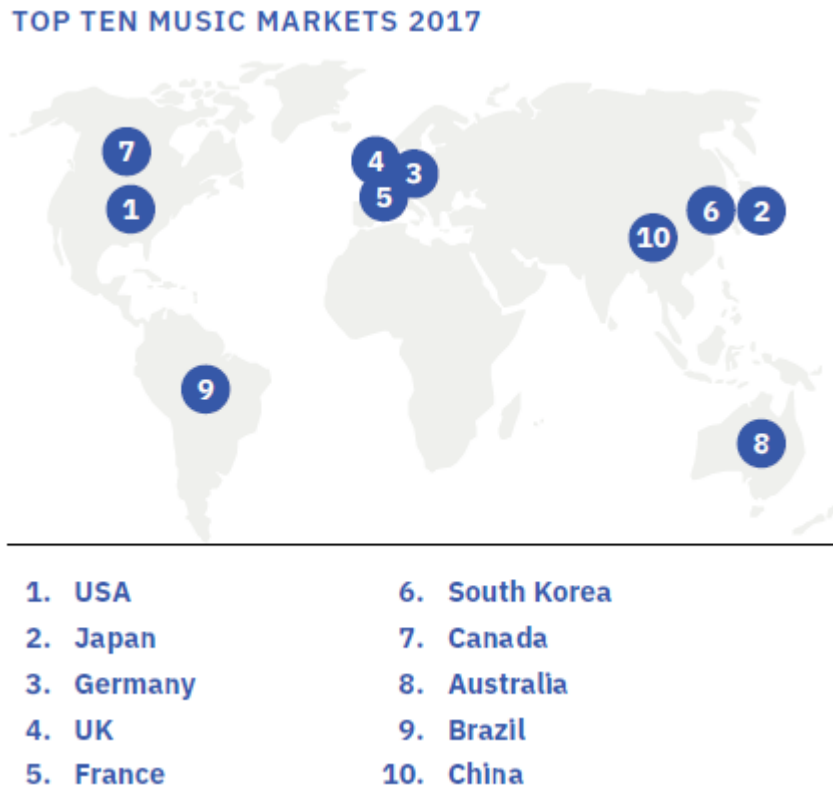 TOP TEN MUSIC MARKETS 2017
7
4
3
5
1
6
2
10
9
8
1. USA
2. Japan
3. Germany
4. UK
5. France
6. South Korea
7. Canada
8. Australia
9. Brazil
10. China